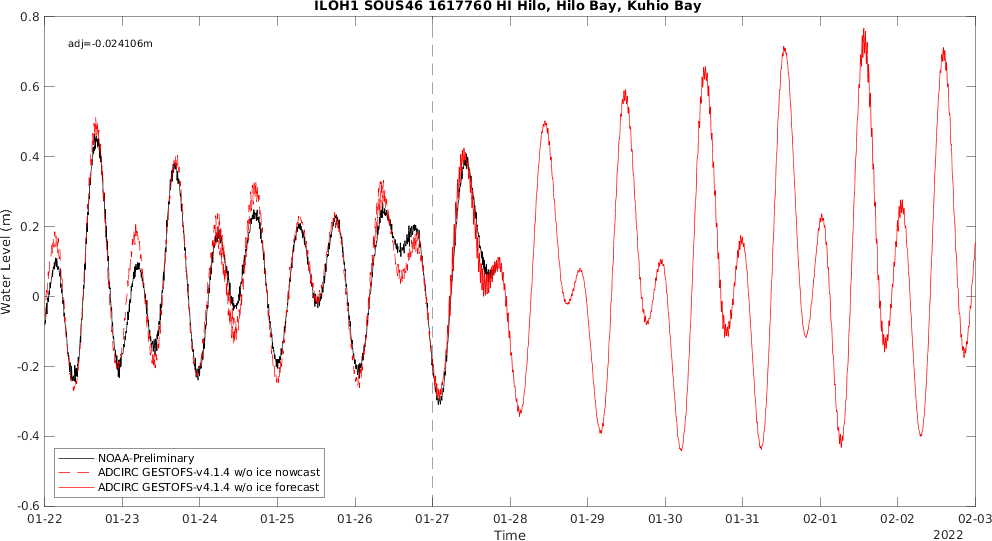 ILOH1 SOUS46 1617760 HI Hilo, Hilo Bay, Kuhio Bay
adj=-0.024106m
0.8
0.6
0.4
0.2
0
-0.2
-0.4
-0.6
Water Level (m)
NOAA-Preliminary
ADCIRC GESTOFS-v4.1.4 w/o ice nowcast
ADCIRC GESTOFS-v4.1.4 w/o ice forecast
01-22 01-23 01-24 01-25 01-26 01-27 01-28 01-29 01-30 01-31 02-01 02-02 02-03
Time
2022